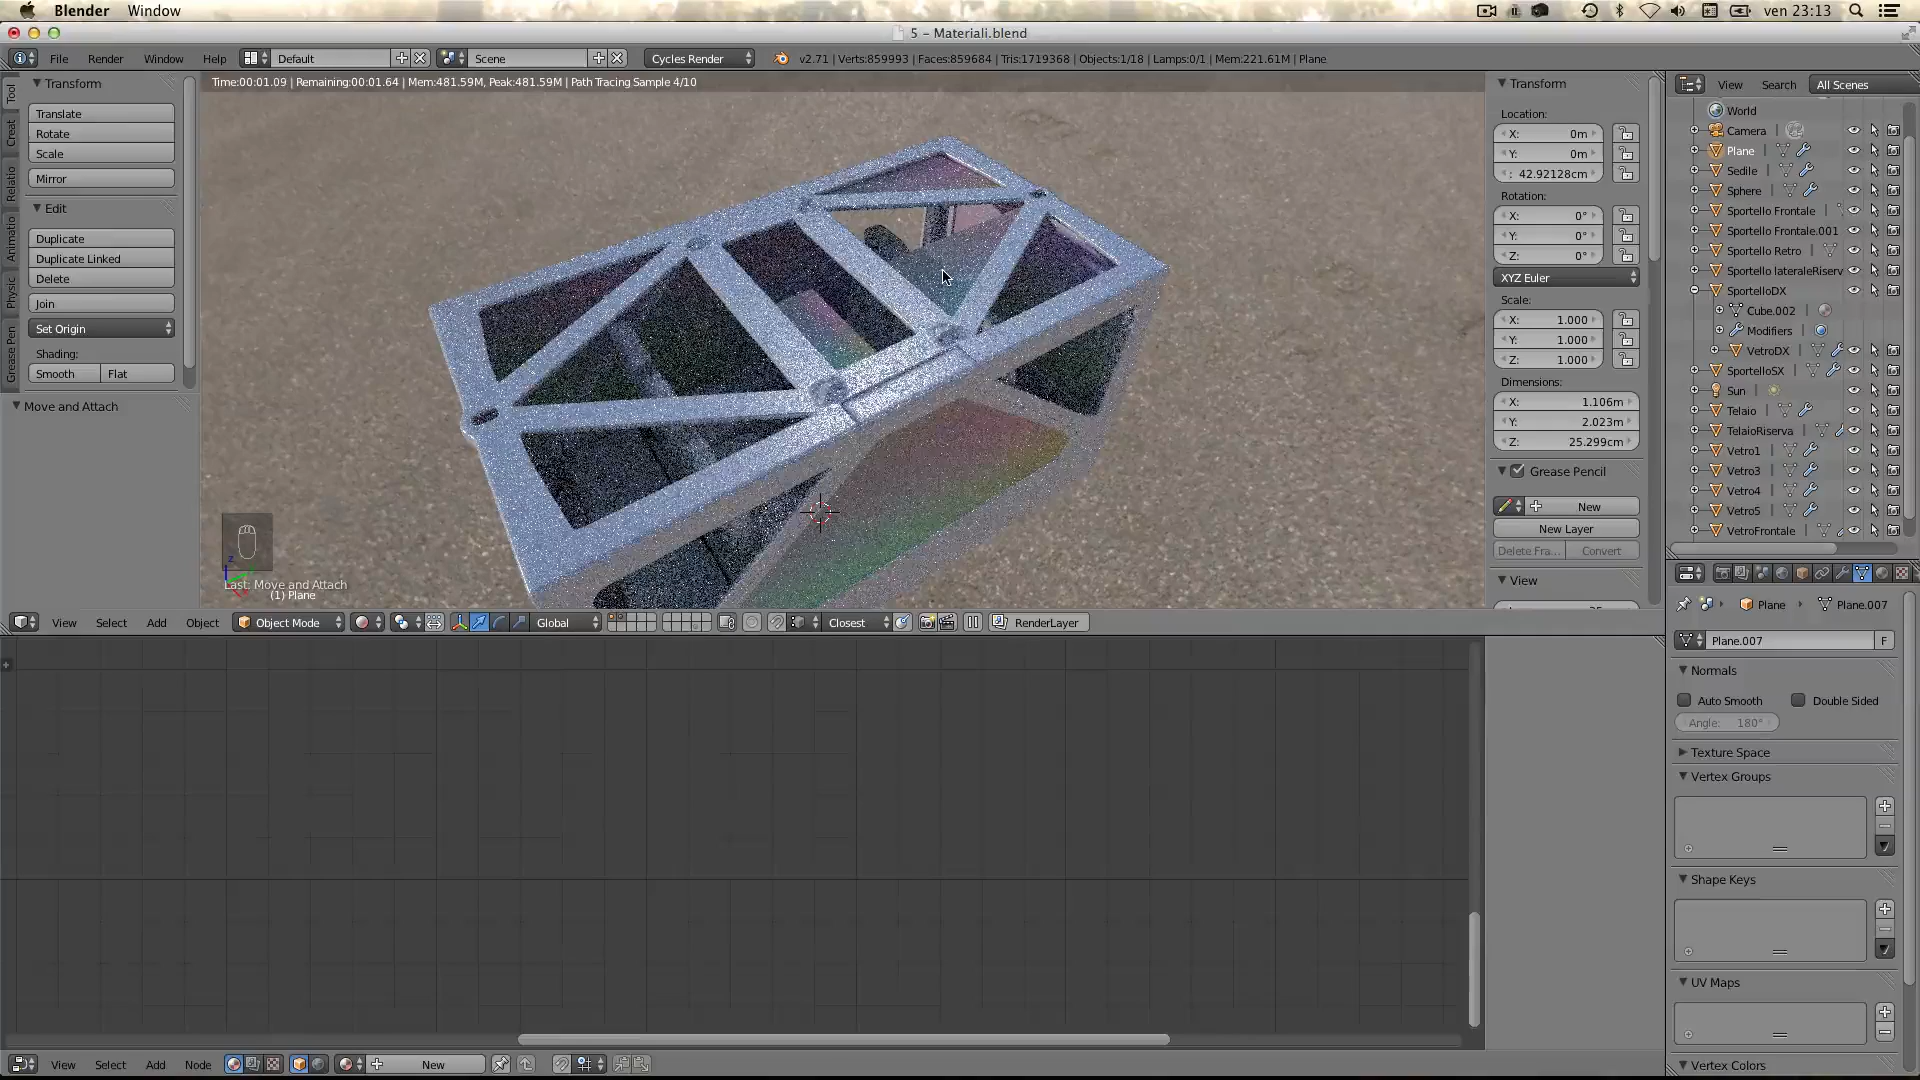 Blender Window ven 23:13
5 – Materiali.blend
File Render Window Help Default Scene Cycles Render v2.71 | Verts:859993 | Faces:859684 | Tris:1719368 | Objects:1/18 | Lamps:0/1 | Mem:221.61M | Plane
Time:00:01.09 | Remaining:00:01.64 | Mem:481.59M, Peak:481.59M | Path Tracing Sample 4/10
Tool
Creat
Relatio
Animatio
Physic
Grease Pen
Transform
Translate
Rotate
Scale
Mirror
Edit
Duplicate
Duplicate Linked
Delete
Join
Set Origin
Shading:
Smooth Flat
Move and Attach
Last: Move and Attach
(1) Plane
Transform
Location:
X: 0m
Y: 0m
: 42.92128cm
Rotation:
X: 0°
Y: 0°
Z: 0°
XYZ Euler
Scale:
X: 1.000
Y: 1.000
Z: 1.000
Dimensions:
X: 1.106m
Y: 2.023m
Z: 25.299cm
Grease Pencil
New
New Layer
Delete Fra... Convert
View
View Search All Scenes
World
Camera
Plane
Sedile
Sphere
Sportello Frontale
Sportello Frontale.001
Sportello Retro
Sportello lateraleRiserv
SportelloDX
Cube.002
Modifiers
VetroDX
SportelloSX
Sun
Telaio
TelaioRiserva
Vetro1
Vetro3
Vetro4
Vetro5
VetroFrontale
Plane Plane.007
Plane.007 F
Normals
Auto Smooth Double Sided
Angle: 180°
Texture Space
Vertex Groups
Shape Keys
UV Maps
Vertex Colors
View Select Add Object Object Mode Global Closest RenderLayer
View Select Add Node New